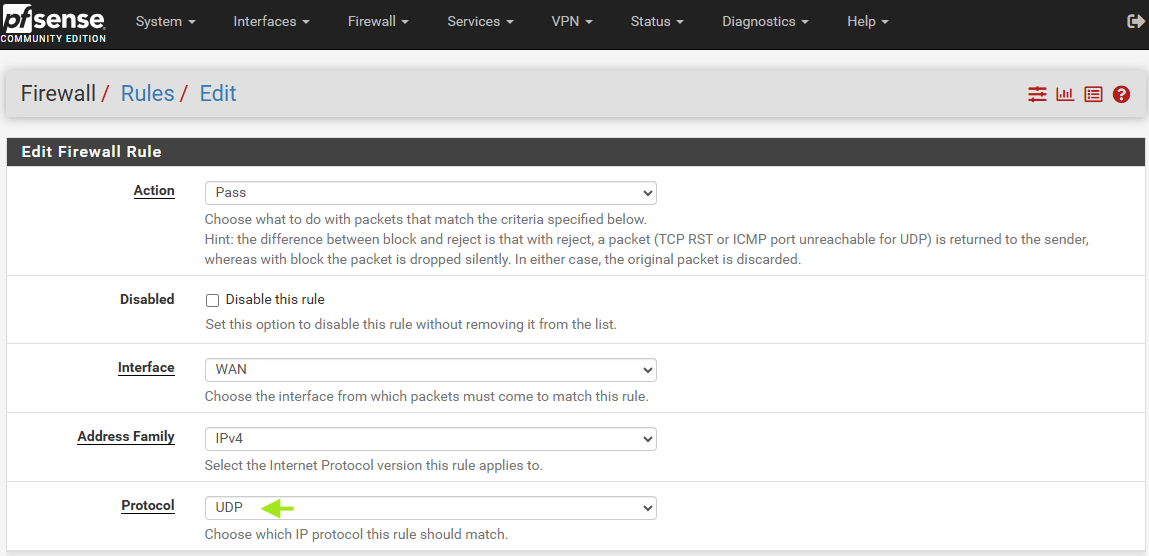 pfsense
COMMUNITY EDITION
System Interfaces Firewall Services VPN Status Diagnostics Help
Firewall / Rules / Edit
Edit Firewall Rule
Action
Pass
Choose what to do with packets that match the criteria specified below.
Hint: the difference between block and reject is that with reject, a packet (TCP RST or ICMP port unreachable for UDP) is returned to the sender,
whereas with block the packet is dropped silently. In either case, the original packet is discarded.
Disabled
Disable this rule
Set this option to disable this rule without removing it from the list.
Interface
WAN
Choose the interface from which packets must come to match this rule.
Address Family
IPv4
Select the Internet Protocol version this rule applies to.
Protocol
UDP
Choose which IP protocol this rule should match.